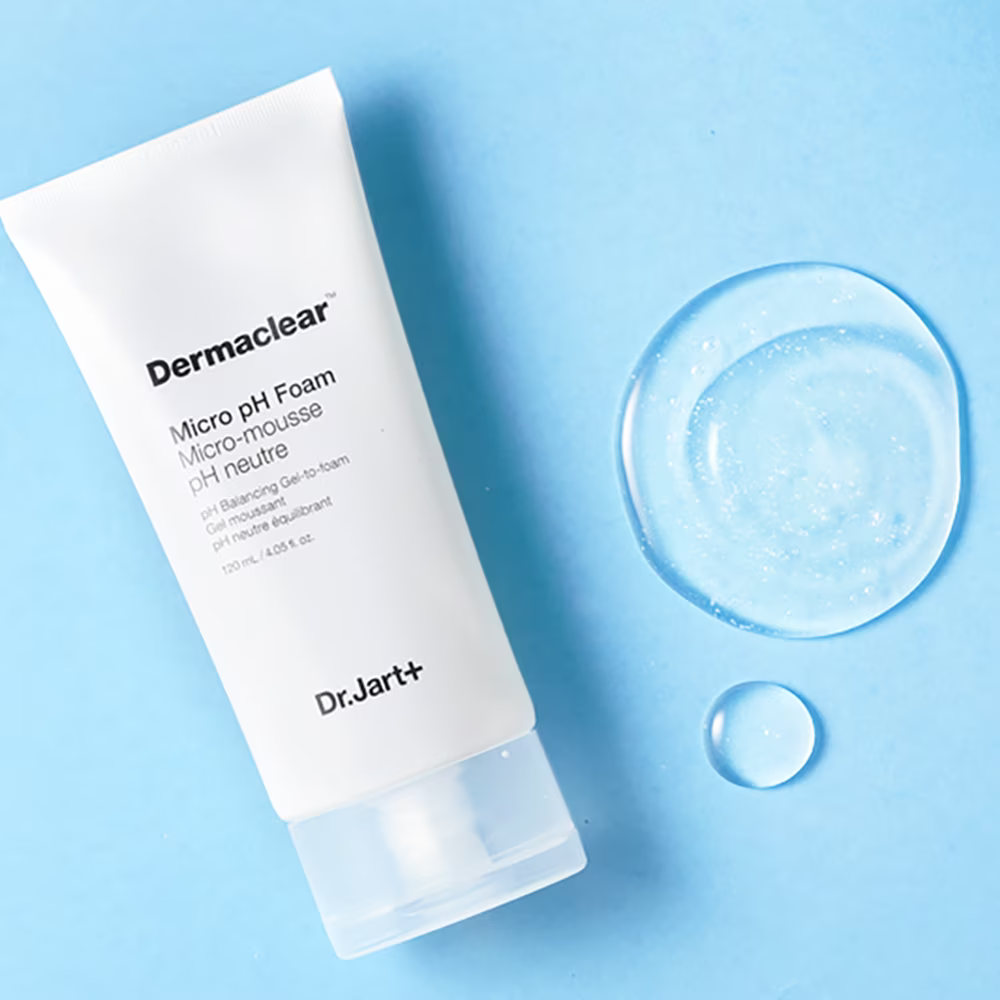 Dermaclear™
Micro pH Foam
Micro-mousse
pH neutre
pH Balancing Gel-to-foam
Gel moussant
pH neutre équilibrant
120 mL / 4.05 fl. oz.
Dr.Jart+